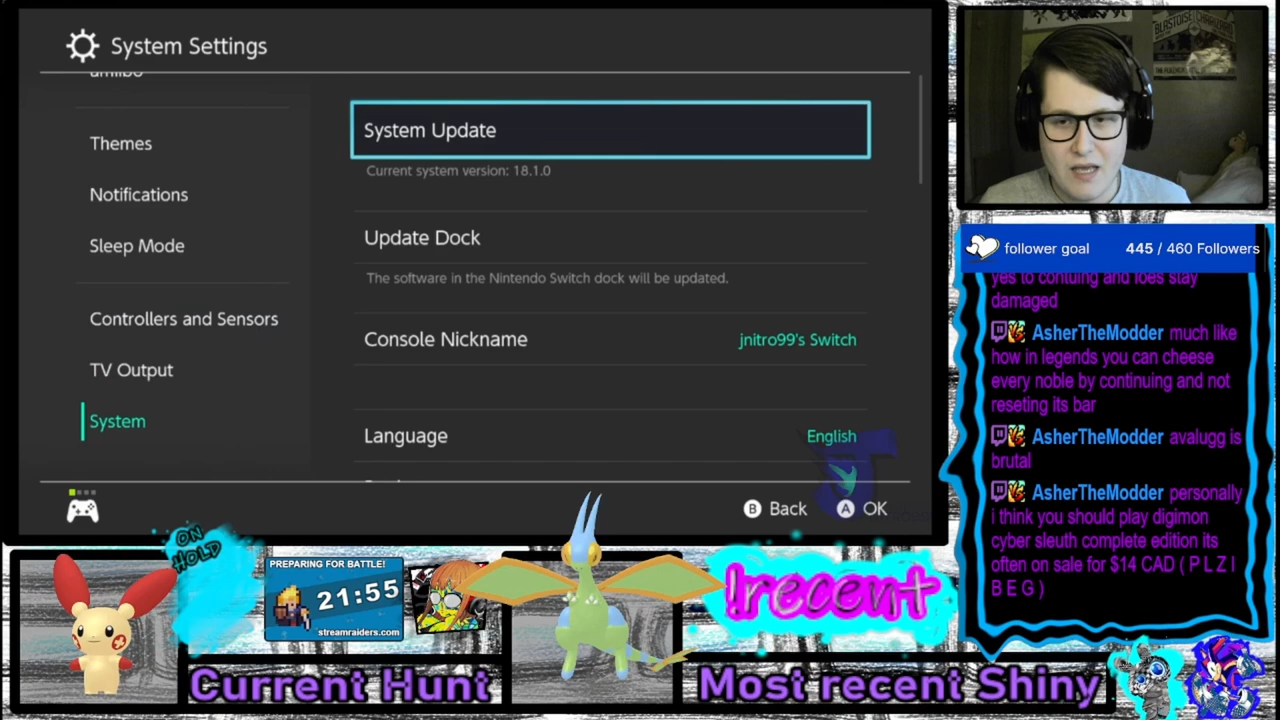 System Settings
amiibo
Themes
Notifications
Sleep Mode
Controllers and Sensors
TV Output
System
System Update
Current system version: 18.1.0
Update Dock
The software in the Nintendo Switch dock will be updated.
Console Nickname
jnitro99's Switch
Language
English
B Back
A OK
BLASTOISE
follower goal
445 / 460 Followers
yes to contuing and foes stay
damaged
AsherTheModder much like
how in legends you can cheese
every noble by continuing and not
reseting its bar
AsherTheModder avalugg is
brutal
AsherTheModder personally
i think you should play digimon
cyber sleuth complete edition its
often on sale for $14 CAD ( P L Z I
B E G )
ON
HOLD
PREPARING FOR BATTLE!
21:55
streamraiders.com
!recent
Current Hunt
Most recent Shiny